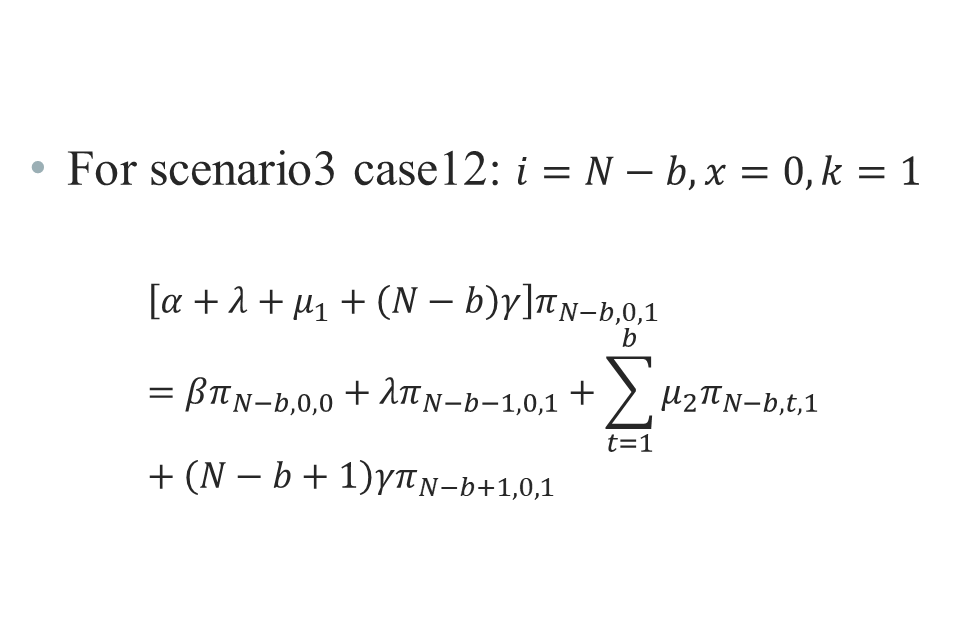 • For scenario3 case12: 𝑖 = 𝑁 − 𝑏, 𝑥 = 0, 𝑘 = 1
[𝛼 + 𝜆 + 𝜇₁ + (𝑁 − 𝑏)𝛾]𝜋_{𝑁−𝑏,0,1}
= 𝛽𝜋_{𝑁−𝑏,0,0} + 𝜆𝜋_{𝑁−𝑏−1,0,1} + ∑_{𝑡=1}^{𝑏} 𝜇₂𝜋_{𝑁−𝑏,𝑡,1}
+ (𝑁 − 𝑏 + 1)𝛾𝜋_{𝑁−𝑏+1,0,1}